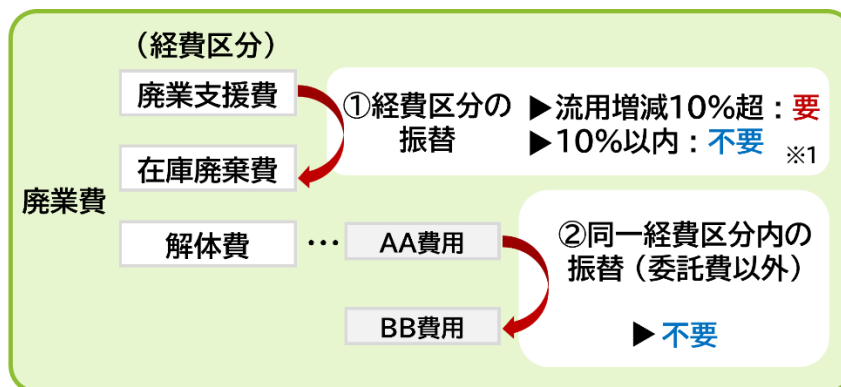 （経費区分）
廃業支援費
①経費区分の
振替
▶流用増減10%超：要
▶10%以内：不要
※1
在庫廃棄費
廃業費
解体費
…
AA費用
②同一経費区分内の
振替（委託費以外）
BB費用
▶不要